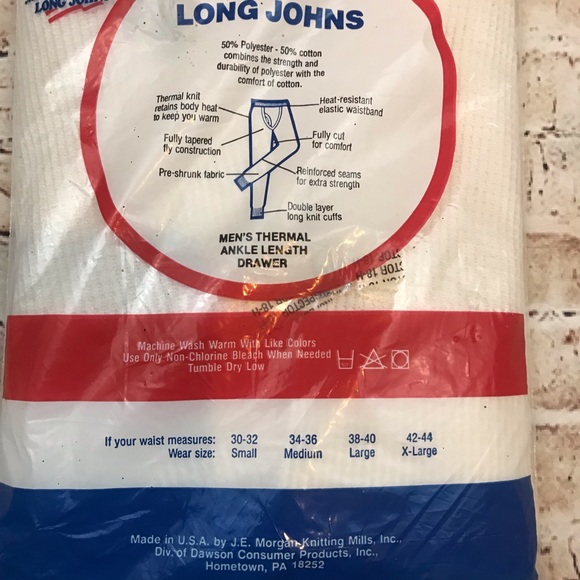 LONG JOHNS
LONG JOHNS
50% Polyester - 50% cotton
combines the strength and
durability of polyester with the
comfort of cotton.
Thermal knit
retains body heat
to keep you warm
Heat-resistant
elastic waistband
Fully tapered
fly construction
Fully cut
for comfort
Pre-shrunk fabric
Reinforced seams
for extra strength
Double layer
long knit cuffs
MEN'S THERMAL
ANKLE LENGTH
DRAWER
Machine Wash Warm With Like Colors
Use Only Non-Chlorine Bleach When Needed
Tumble Dry Low
If your waist measures: 30-32 34-36 38-40 42-44
Wear size: Small Medium Large X-Large
Made in U.S.A. by J.E. Morgan Knitting Mills, Inc.,
Div. of Dawson Consumer Products, Inc.,
Hometown, PA 18252